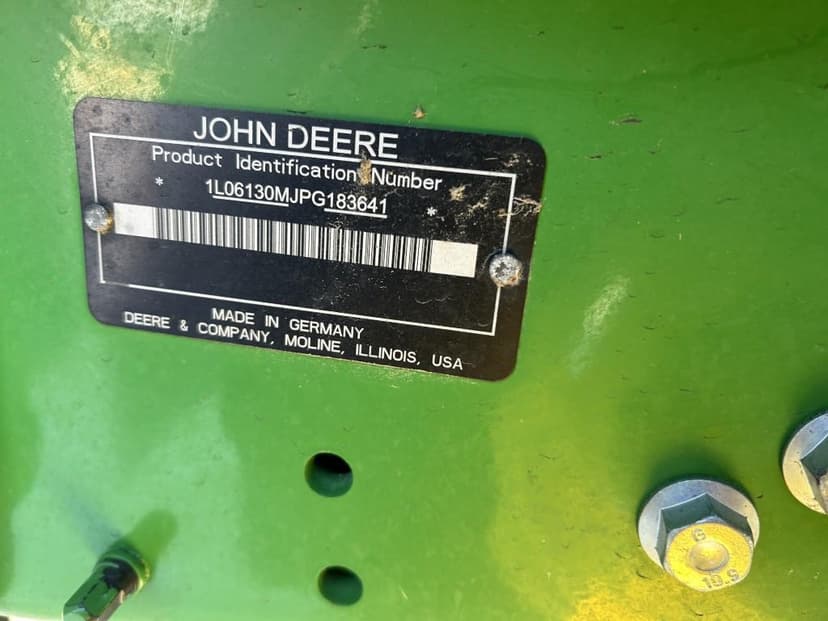 JOHN DEERE
Product Identification Number
* 1L06130MJPG183641 *
MADE IN GERMANY
DEERE & COMPANY, MOLINE, ILLINOIS, USA
G
10.9